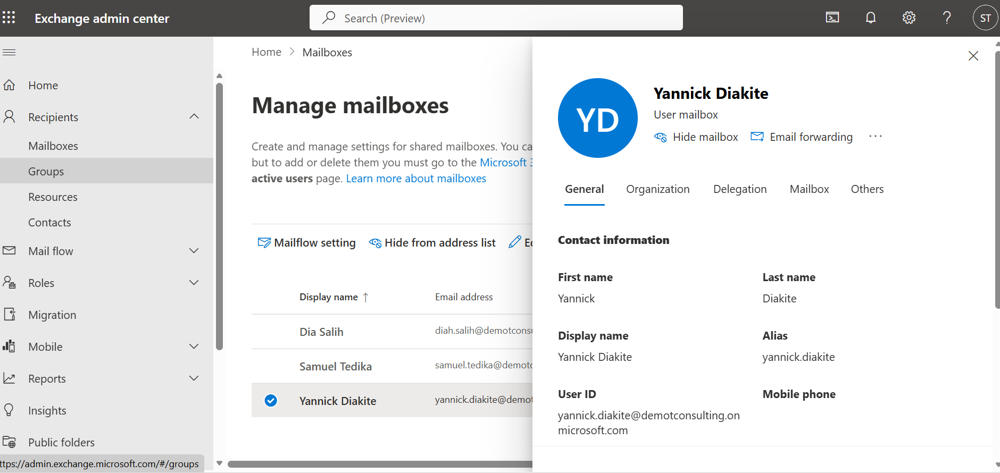 Exchange admin center
Search (Preview)
ST
Home
Recipients
Mailboxes
Groups
Resources
Contacts
Mail flow
Roles
Migration
Mobile
Reports
Insights
Public folders
ttps://admin.exchange.microsoft.com/#/groups
Home > Mailboxes
Manage mailboxes
Create and manage settings for shared mailboxes. You ca
but to add or delete them you must go to the Microsoft 3
active users page. Learn more about mailboxes
Mailflow setting Hide from address list Ed
Display name ↑ Email address
Dia Salih diah.salih@demotconsu
Samuel Tedika samuel.tedika@demotc
Yannick Diakite yannick.diakite@demot
YD
Yannick Diakite
User mailbox
Hide mailbox Email forwarding ...
General Organization Delegation Mailbox Others
Contact information
First name Last name
Yannick Diakite
Display name Alias
Yannick Diakite yannick.diakite
User ID Mobile phone
yannick.diakite@demotconsulting.on
microsoft.com